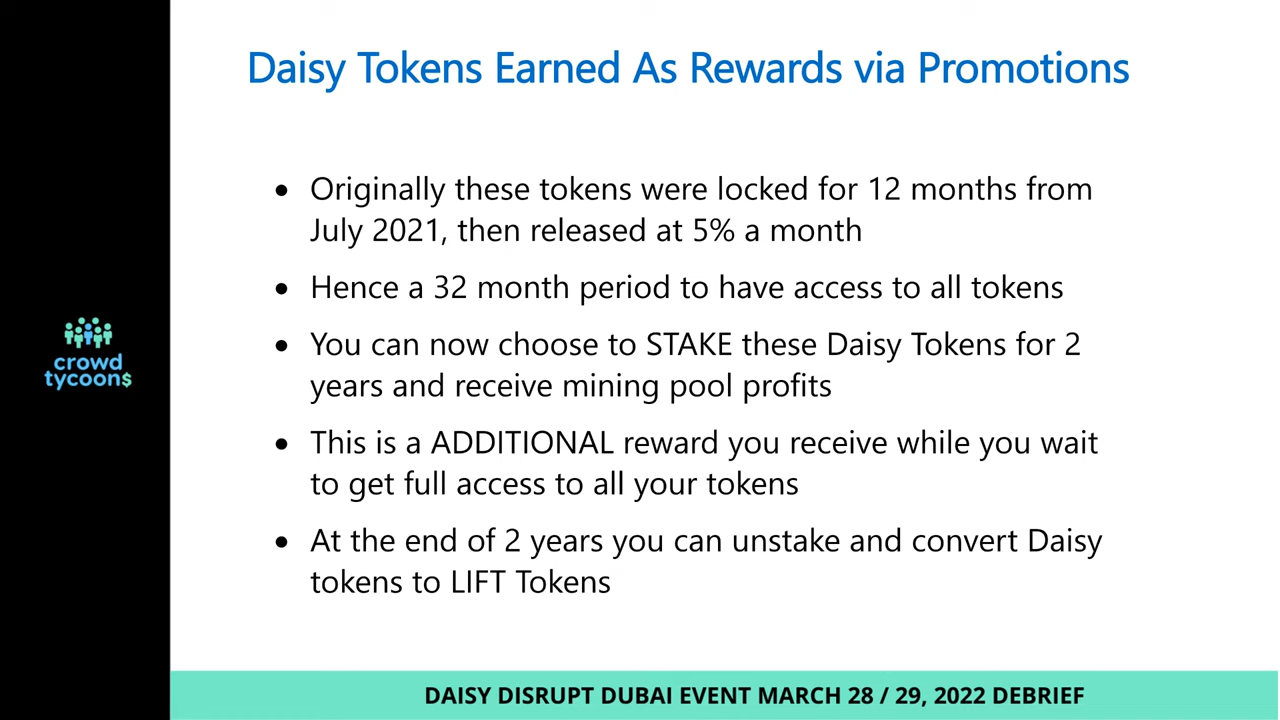 Daisy Tokens Earned As Rewards via Promotions
• Originally these tokens were locked for 12 months from
July 2021, then released at 5% a month
• Hence a 32 month period to have access to all tokens
• You can now choose to STAKE these Daisy Tokens for 2
years and receive mining pool profits
• This is a ADDITIONAL reward you receive while you wait
to get full access to all your tokens
• At the end of 2 years you can unstake and convert Daisy
tokens to LIFT Tokens
crowd
tycoon$
DAISY DISRUPT DUBAI EVENT MARCH 28 / 29, 2022 DEBRIEF